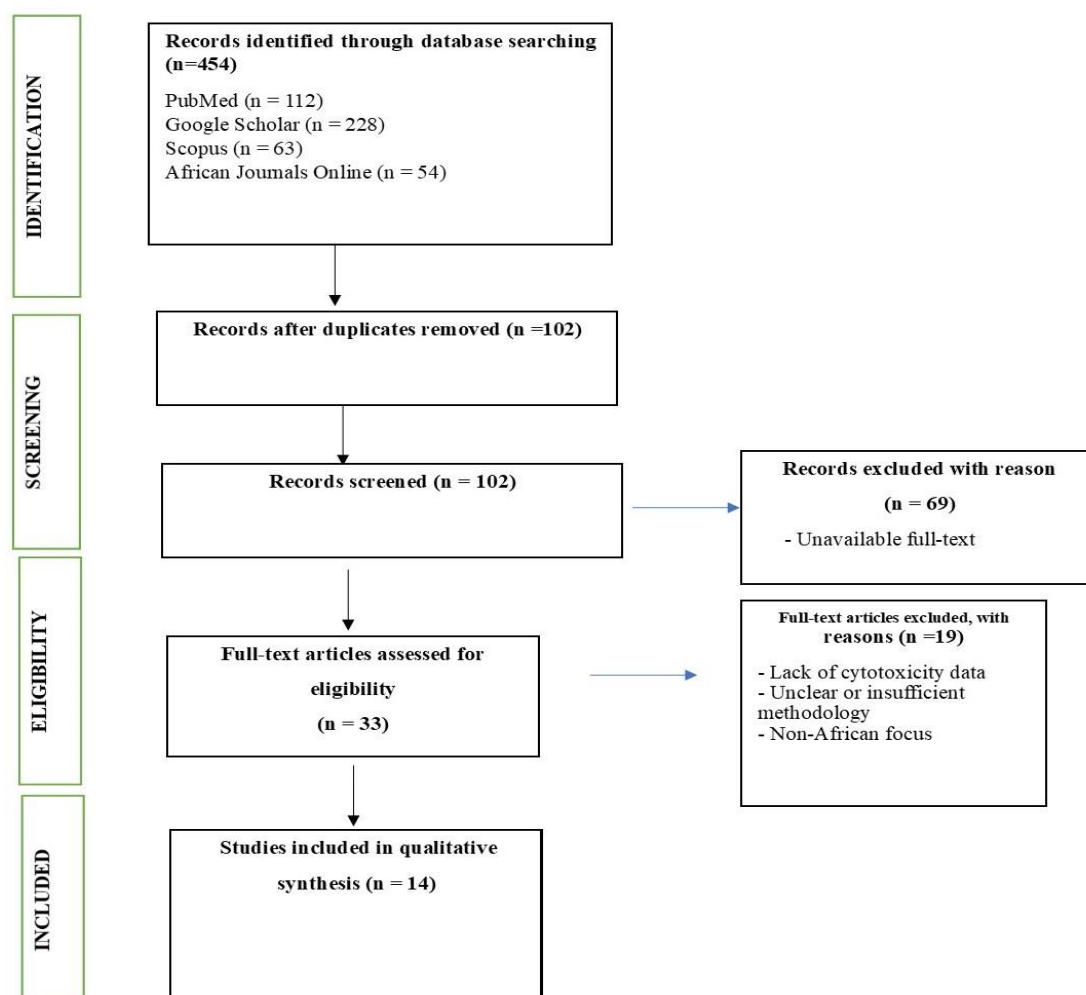 IDENTIFICATION
Records identified through database searching
(n=454)
PubMed (n = 112)
Google Scholar (n = 228)
Scopus (n = 63)
African Journals Online (n = 54)
SCREENING
Records after duplicates removed (n =102)
Records screened (n = 102)
Records excluded with reason
(n = 69)
- Unavailable full-text
ELIGIBILITY
Full-text articles assessed for
eligibility
(n = 33)
Full-text articles excluded, with
reasons (n =19)
- Lack of cytotoxicity data
- Unclear or insufficient
methodology
- Non-African focus
INCLUDED
Studies included in qualitative
synthesis (n = 14)